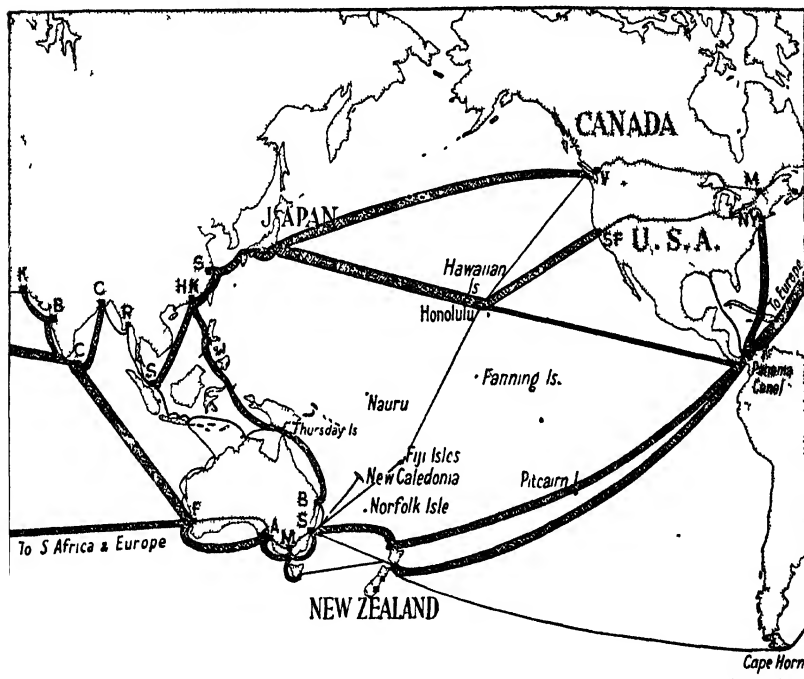 CANADA
V
M
JAPAN
SF
U.S.A.
NY
S
Hawaiian
Is
To Europe
K
HK
C
B
R
Honolulu
Panama
Canal
C
S
Fanning Is.
Nauru
Thursday Is
Fiji Isles
New Caledonia
Pitcairn I.
B
Norfolk Isle
F
A
S
M
To S Africa & Europe
NEW ZEALAND
Cape Horn